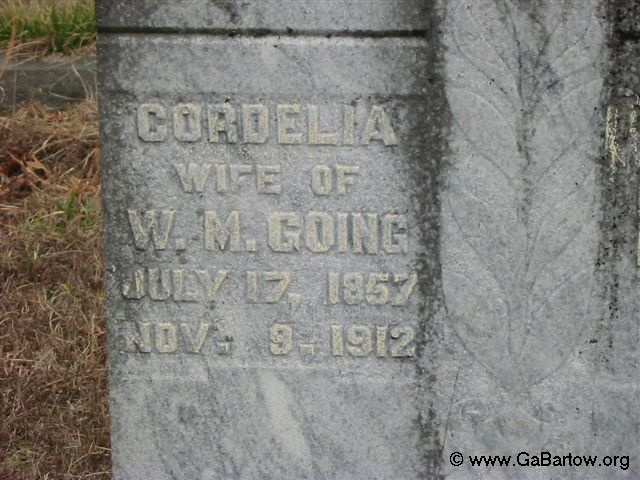 CORDELIA
WIFE OF
W. M. GOING
JULY 17, 1857
NOV. 9. 1912
© www.GaBartow.org